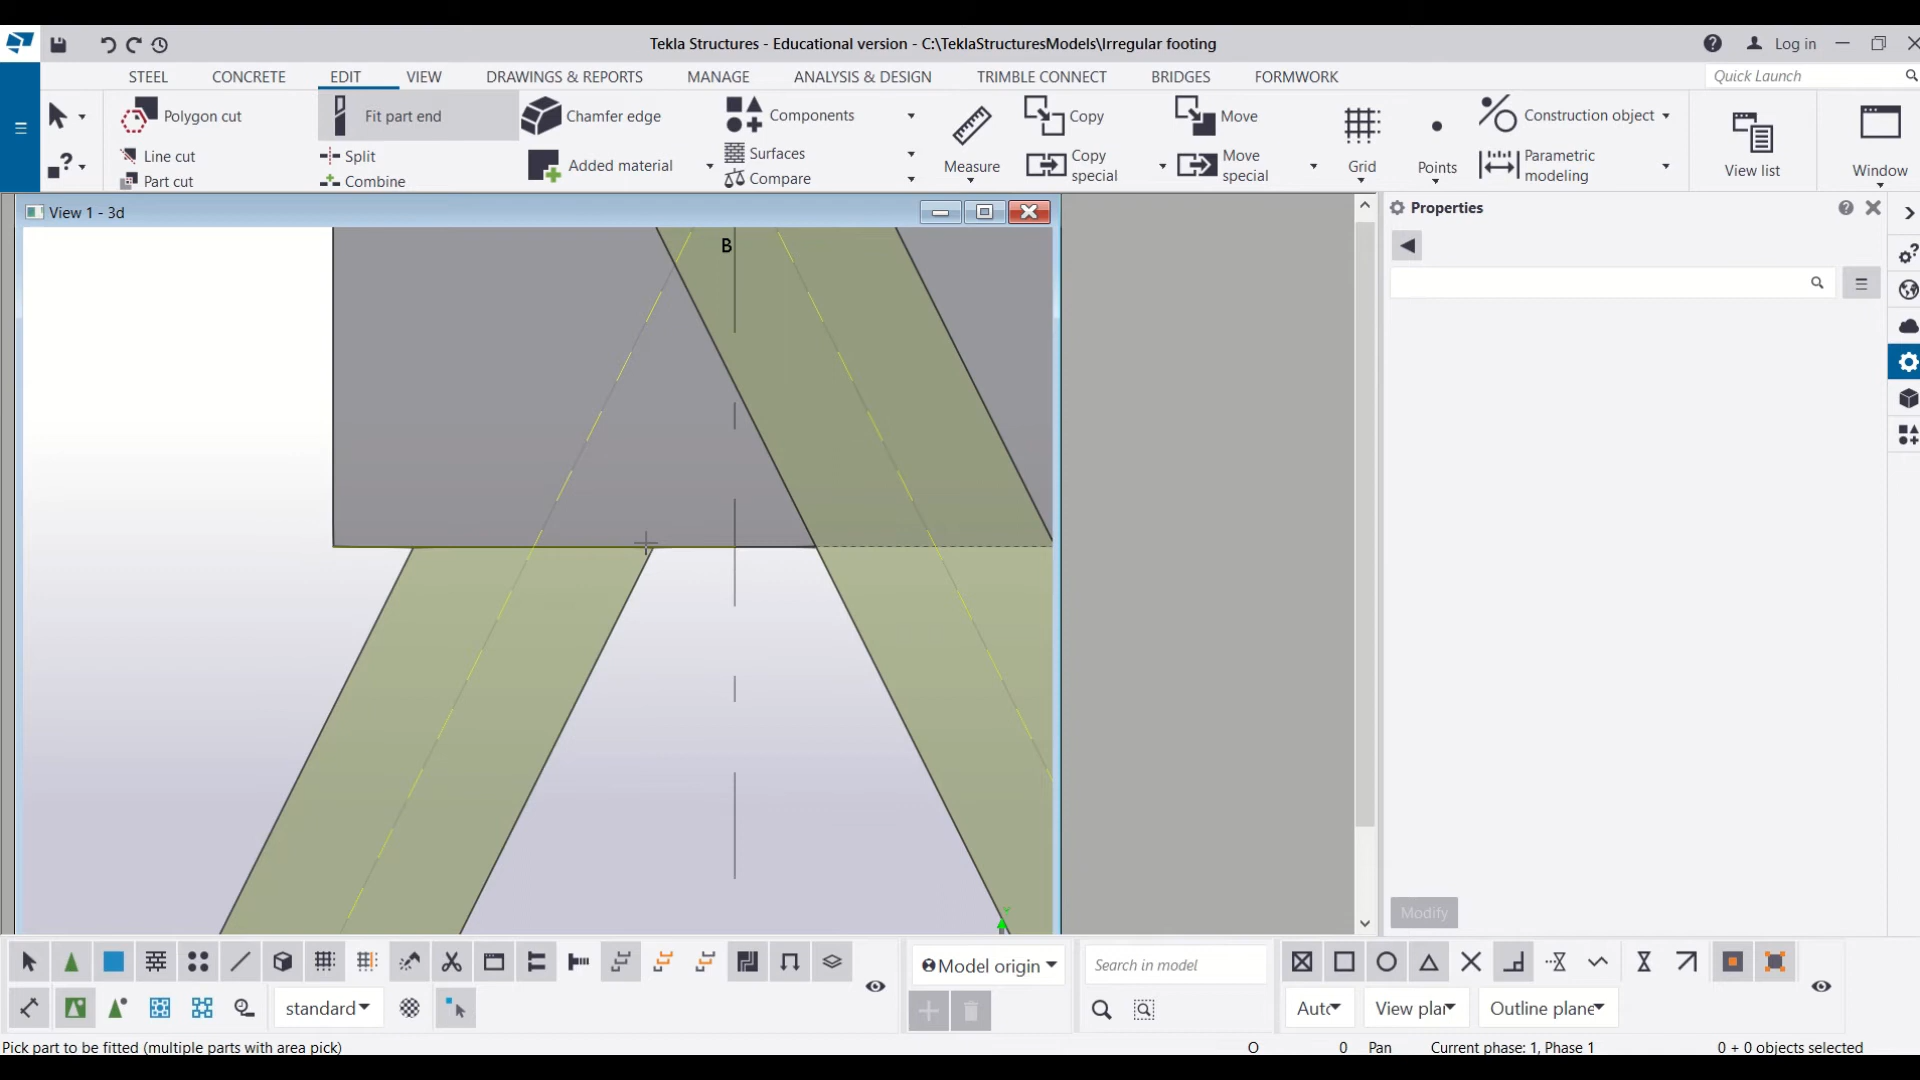 Tekla Structures - Educational version - C:\TeklaStructuresModels\Irregular footing
Log in
STEEL CONCRETE EDIT VIEW DRAWINGS & REPORTS MANAGE ANALYSIS & DESIGN TRIMBLE CONNECT BRIDGES FORMWORK
Quick Launch
Polygon cut
Line cut
Part cut
Fit part end
Split
Combine
Chamfer edge
Added material
Components
Surfaces
Compare
Measure
Copy
Copy special
Move
Move special
Grid
Points
Construction object
Parametric modeling
View list
Window
View 1 - 3d
B
Properties
Modify
Model origin
Search in model
standard
Auto
View plan
Outline plane
Pick part to be fitted (multiple parts with area pick)
O 0 Pan Current phase: 1, Phase 1 0 + 0 objects selected